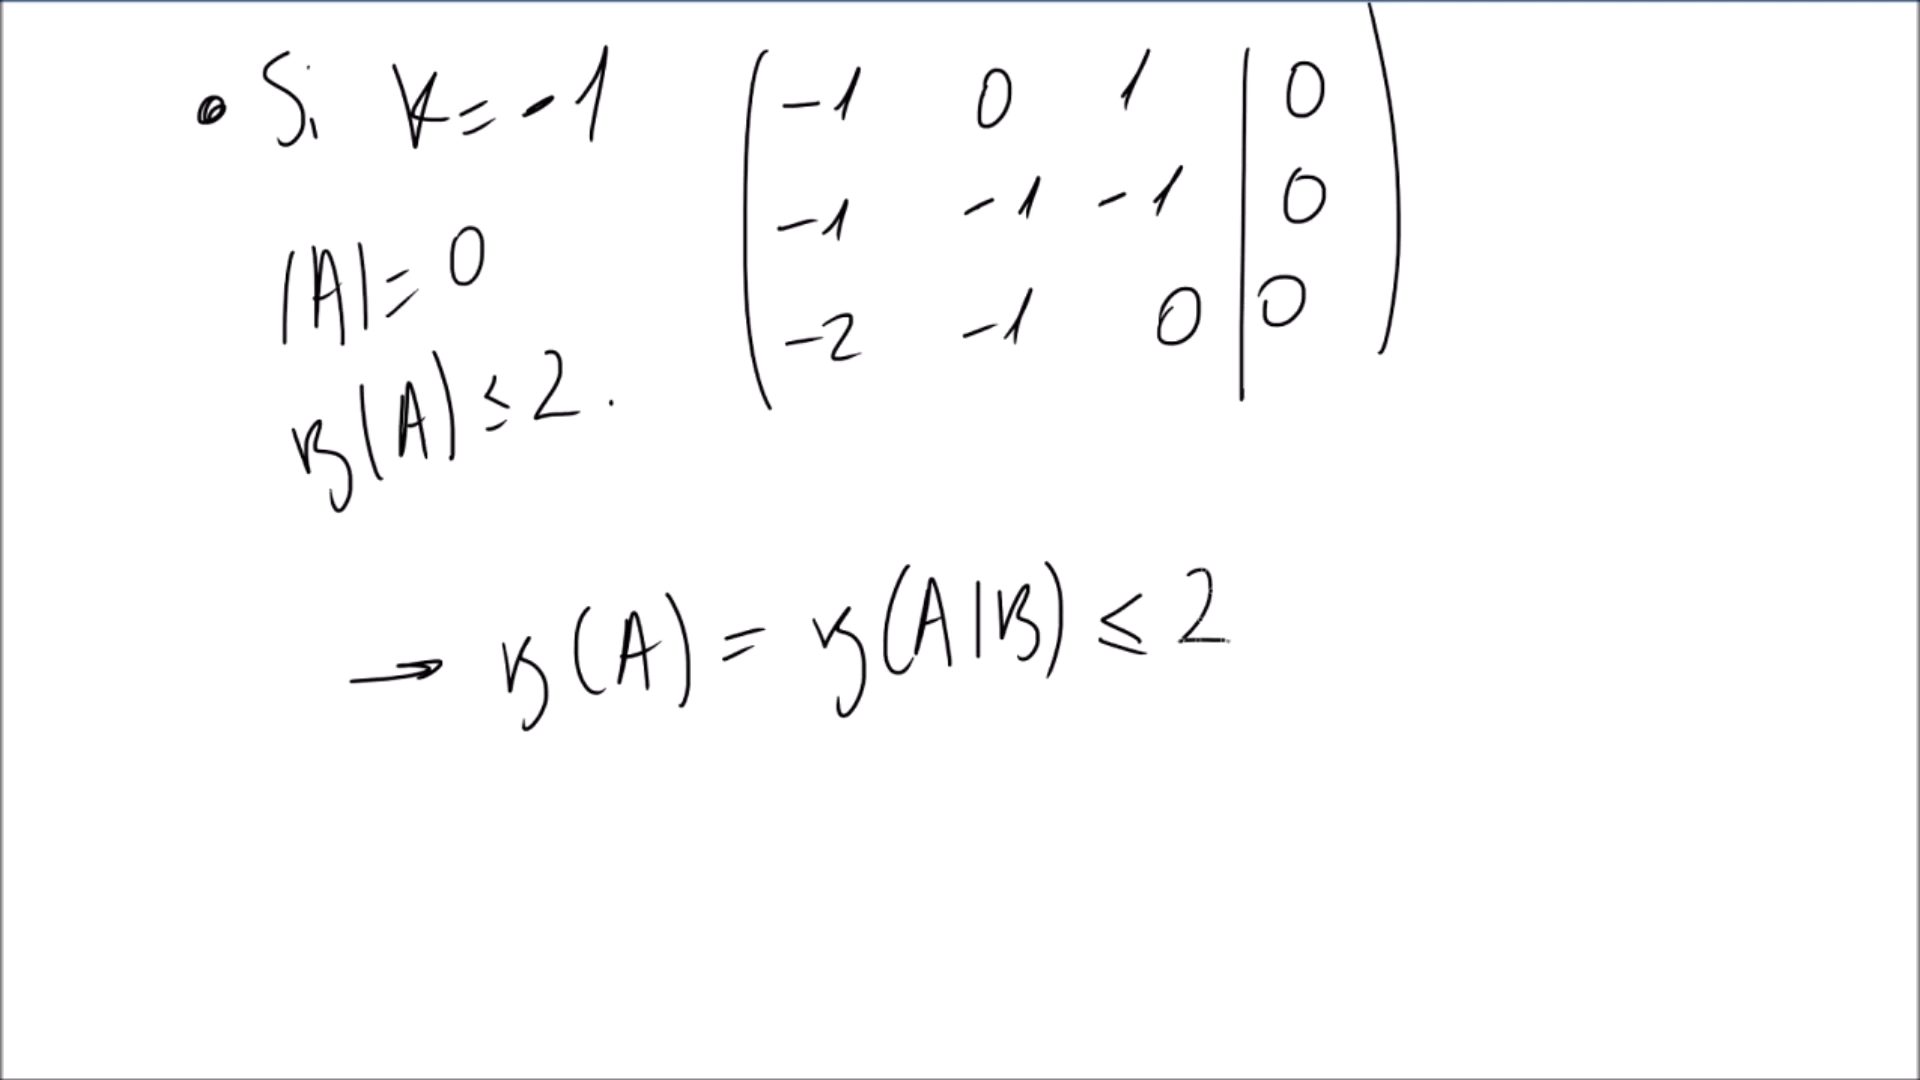 • Si K=-1
-1 0 1 | 0
-1 -1 -1 | 0
-2 -1 0 | 0
|A|=0
rg(A)≤2.
→ rg(A) = rg(A|B) ≤ 2